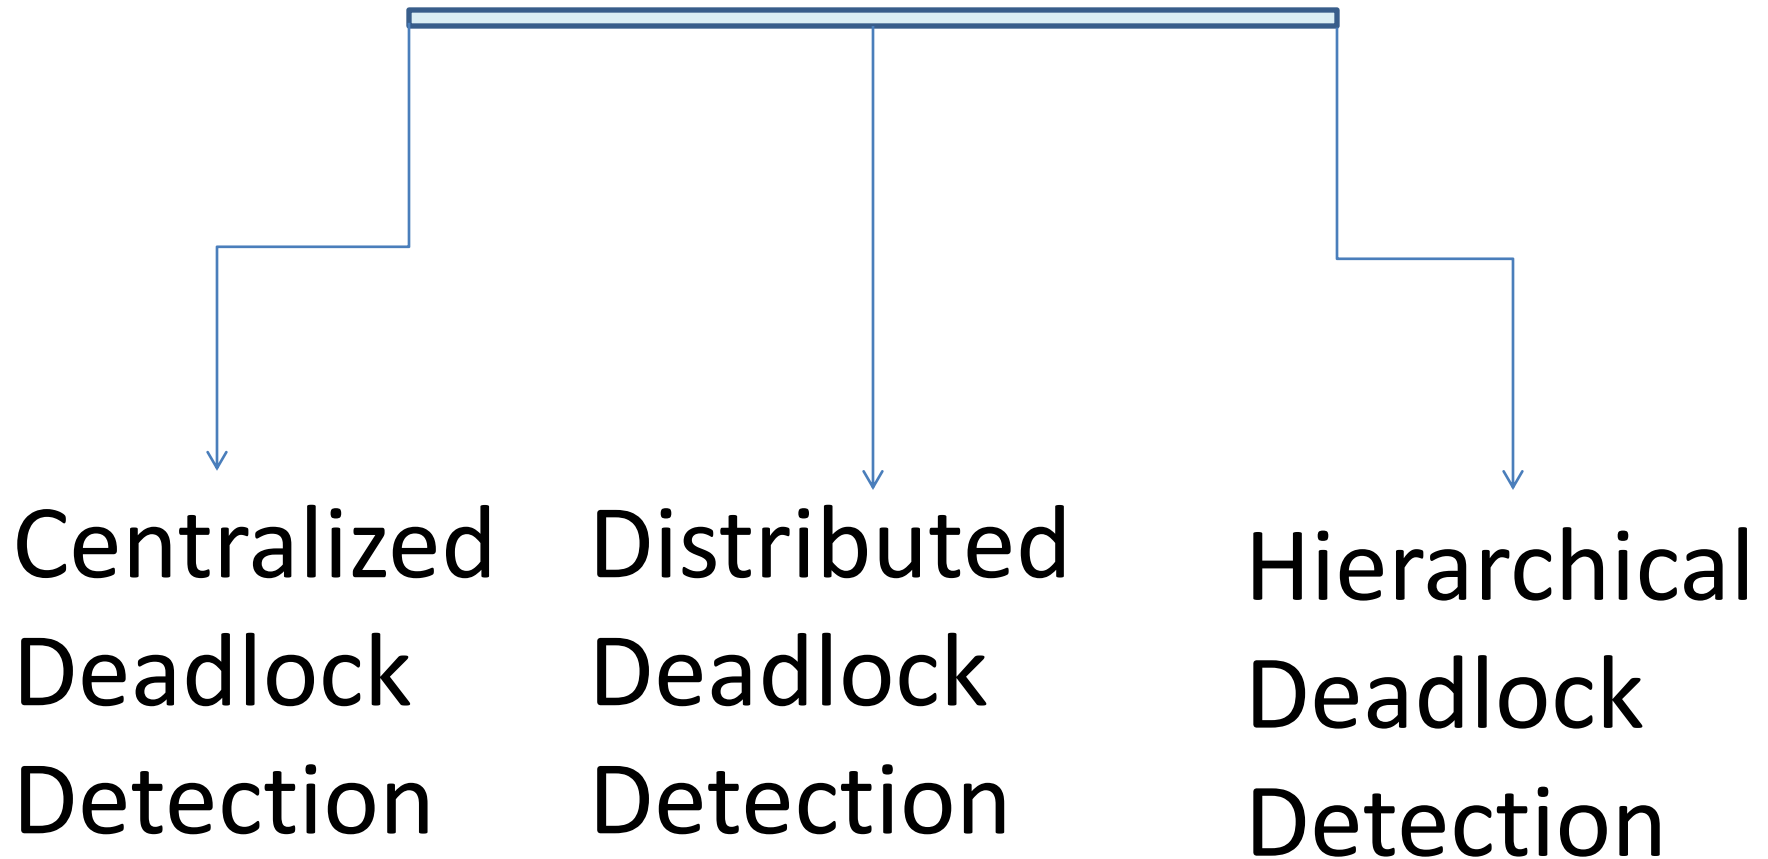 Centralized
Deadlock
Detection
Distributed
Deadlock
Detection
Hierarchical
Deadlock
Detection